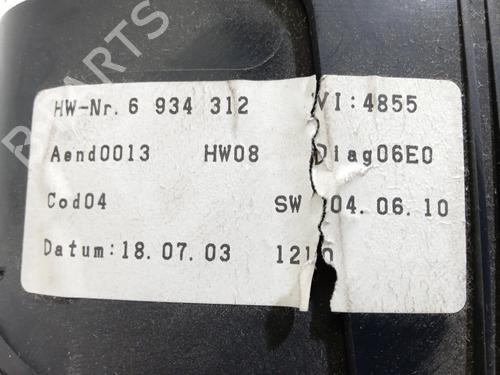 PARTS
HW-Nr. 6 934 312 VI:4855
Aend0013 HW08 Diag06E0
Cod04 SW 04.06.10
Datum:18.07.03